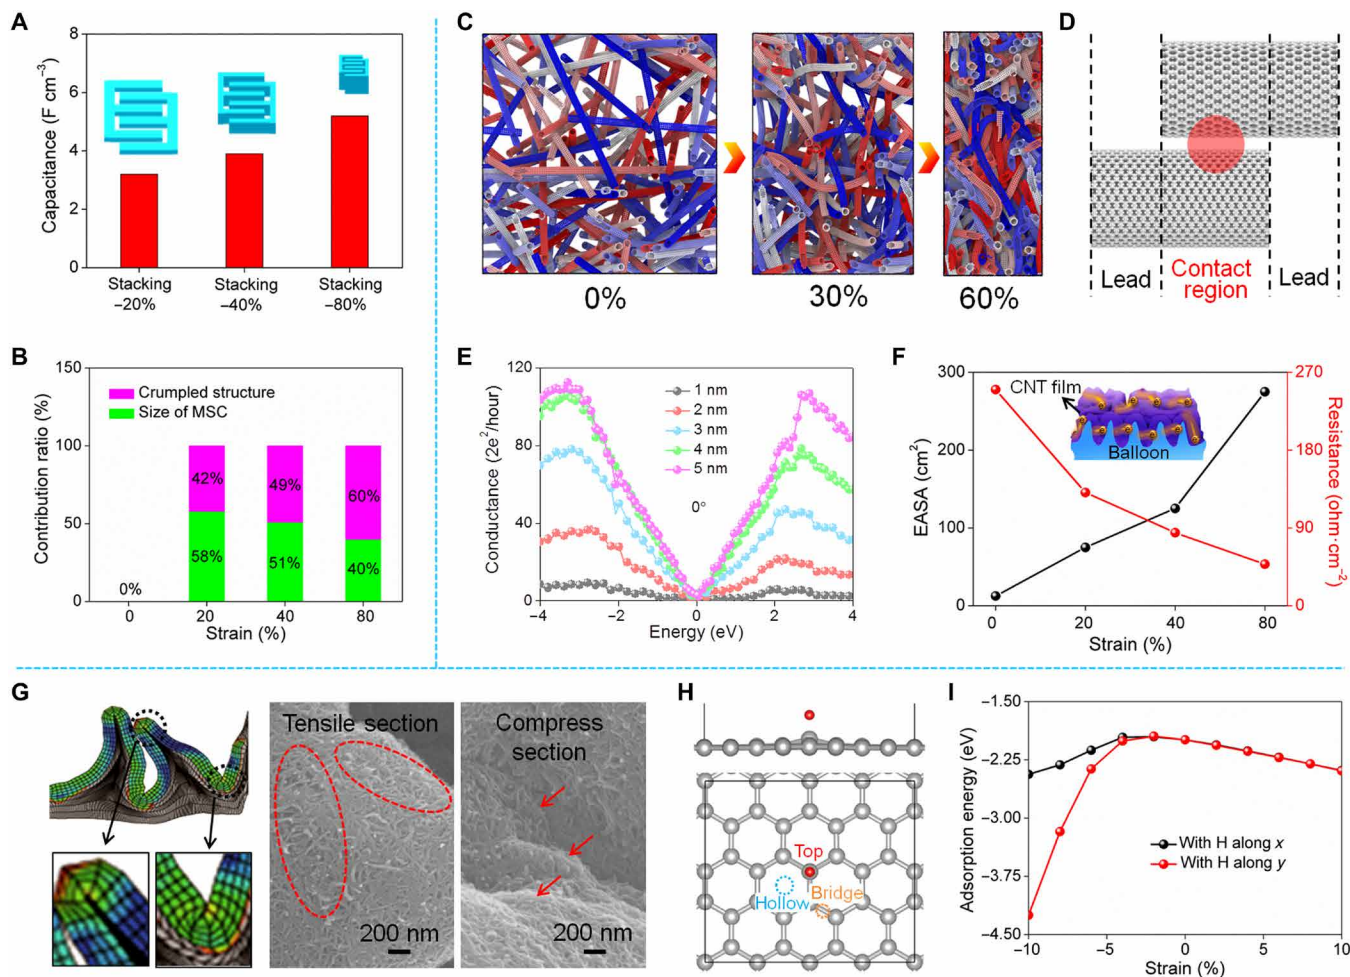 A
Capacitance (F cm⁻³)
8
6
4
2
0
Stacking
−20%
Stacking
−40%
Stacking
−80%
B
Contribution ratio (%)
150
100
50
0
Crumpled structure
Size of MSC
0%
42%
58%
49%
51%
60%
40%
0
20
40
80
Strain (%)
C
0%
30%
60%
D
Lead
Contact
region
Lead
E
Conductance (2e²/hour)
120
80
40
0
1 nm
2 nm
3 nm
4 nm
5 nm
0°
−4
−2
0
2
4
Energy (eV)
F
EASA (cm²)
300
200
100
0
CNT film
Balloon
270
180
90
0
Resistance (ohm·cm⁻²)
0
20
40
80
Strain (%)
G
Tensile section
200 nm
Compress
section
200 nm
H
Top
Hollow
Bridge
I
Adsorption energy (eV)
−1.50
−2.25
−3.00
−3.75
−4.50
With H along x
With H along y
−10
−5
0
5
10
Strain (%)